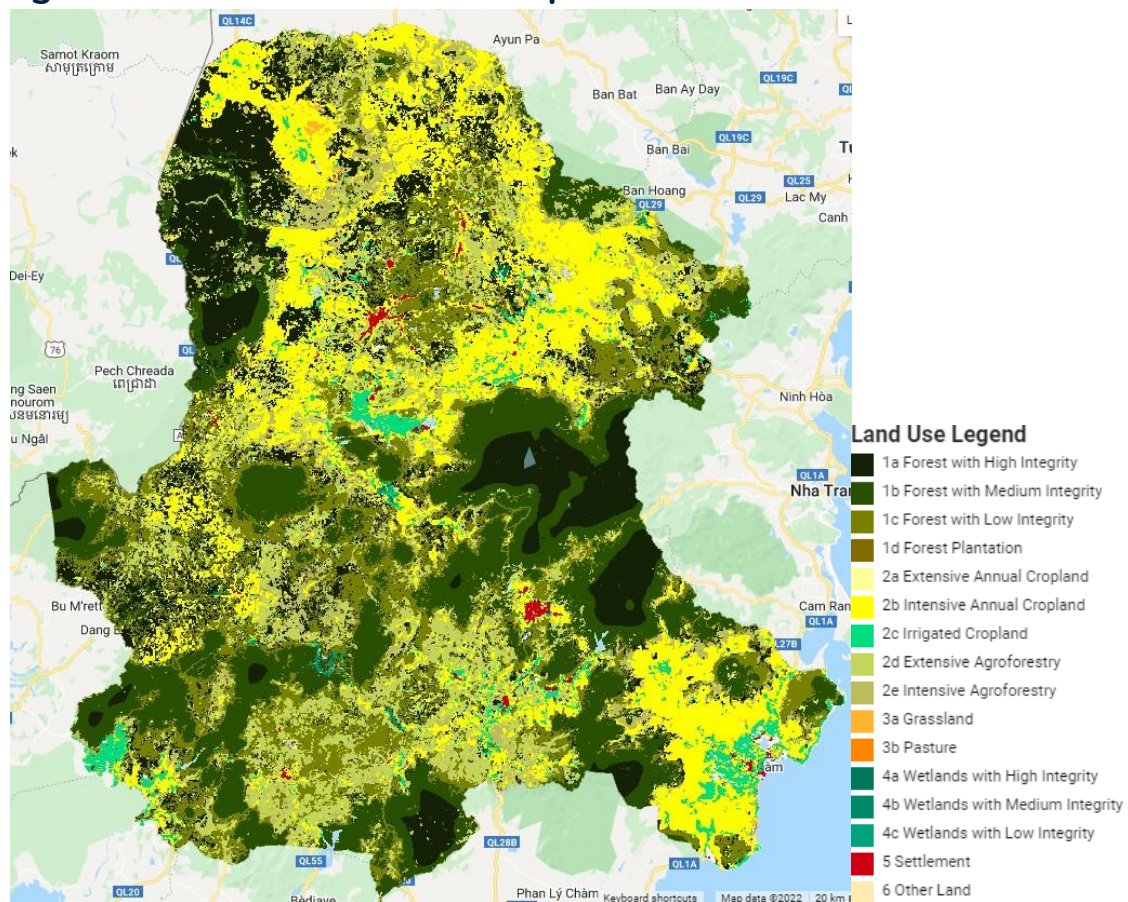 QL14C
Ayun Pa
Samot Kraom
សាមុត្រក្រោម
QL19C
Ban Bat
Ban Ay Day
QL19C
Ban Bai
QL25
Ban Hoang
QL29
QL29
Lac My
Dei-Ey
76
Pech Chreada
ពេជ្រាដា
Ninh Hòa
QL1A
Nha Tran
Bu M'rett
Cam Ran
QL1A
QL28B
QL55
QL1A
QL20
Phan Lý Chàm
Keyboard shortcuts
Map data ©2022
20 km
Land Use Legend
1a Forest with High Integrity
1b Forest with Medium Integrity
1c Forest with Low Integrity
1d Forest Plantation
2a Extensive Annual Cropland
2b Intensive Annual Cropland
2c Irrigated Cropland
2d Extensive Agroforestry
2e Intensive Agroforestry
3a Grassland
3b Pasture
4a Wetlands with High Integrity
4b Wetlands with Medium Integrity
4c Wetlands with Low Integrity
5 Settlement
6 Other Land